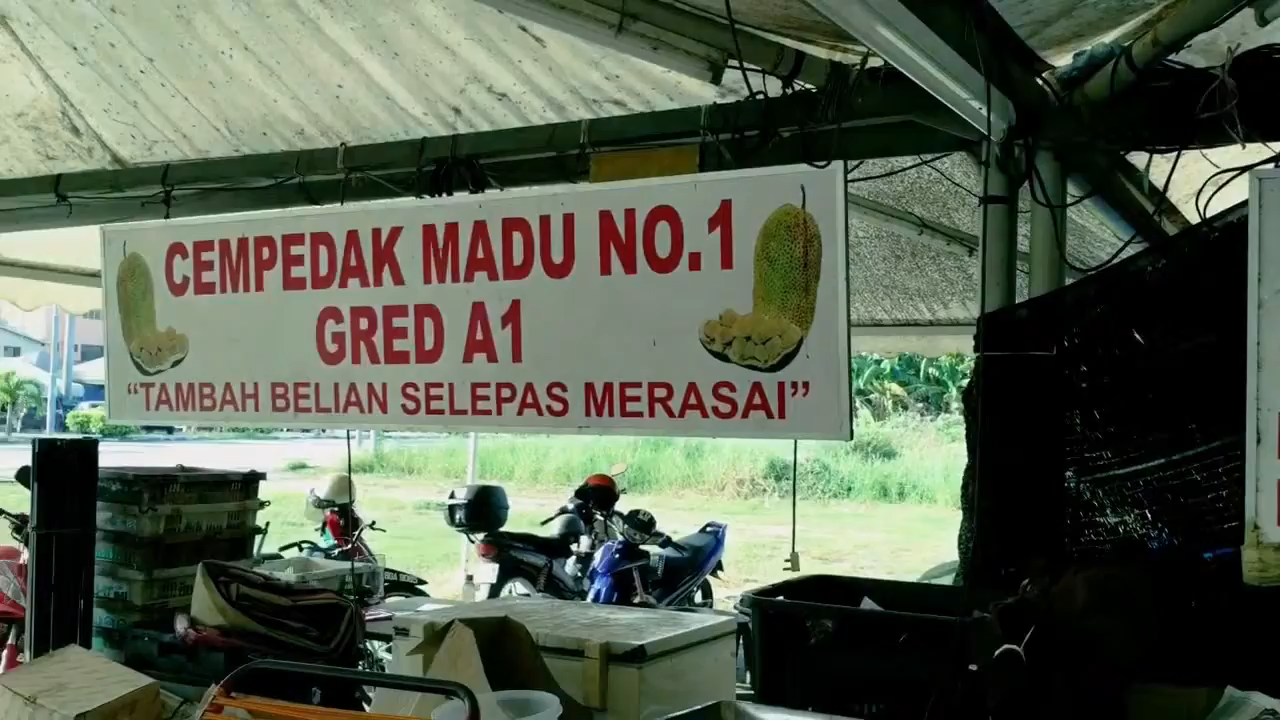 CEMPEDAK MADU NO.1
GRED A1
“TAMBAH BELIAN SELEPAS MERASAI”